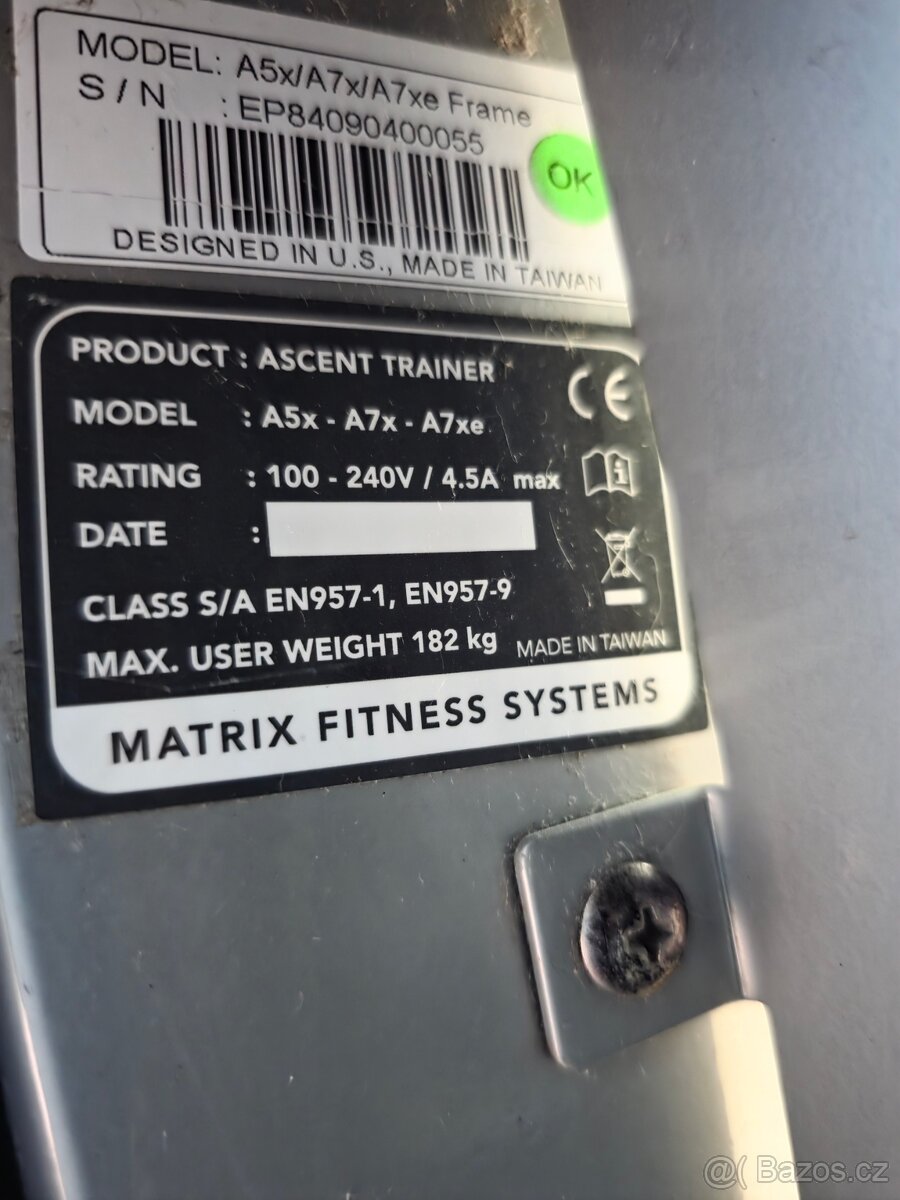 MODEL: A5x/A7x/A7xe Frame
S / N : EP84090400055
OK
DESIGNED IN U.S., MADE IN TAIWAN
PRODUCT : ASCENT TRAINER
CE
MODEL : A5x - A7x - A7xe
RATING : 100 - 240V / 4.5A max
i
DATE :
CLASS S/A EN957-1, EN957-9
MAX. USER WEIGHT 182 kg MADE IN TAIWAN
MATRIX FITNESS SYSTEMS
@( Bazos.cz